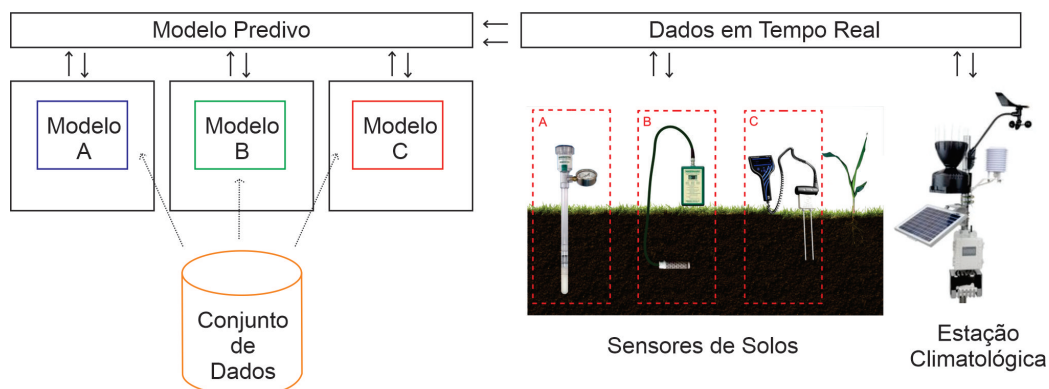 Modelo Predivo
Dados em Tempo Real
Modelo
A
Modelo
B
Modelo
C
A
B
C
Conjunto
de
Dados
Sensores de Solos
Estação
Climatológica